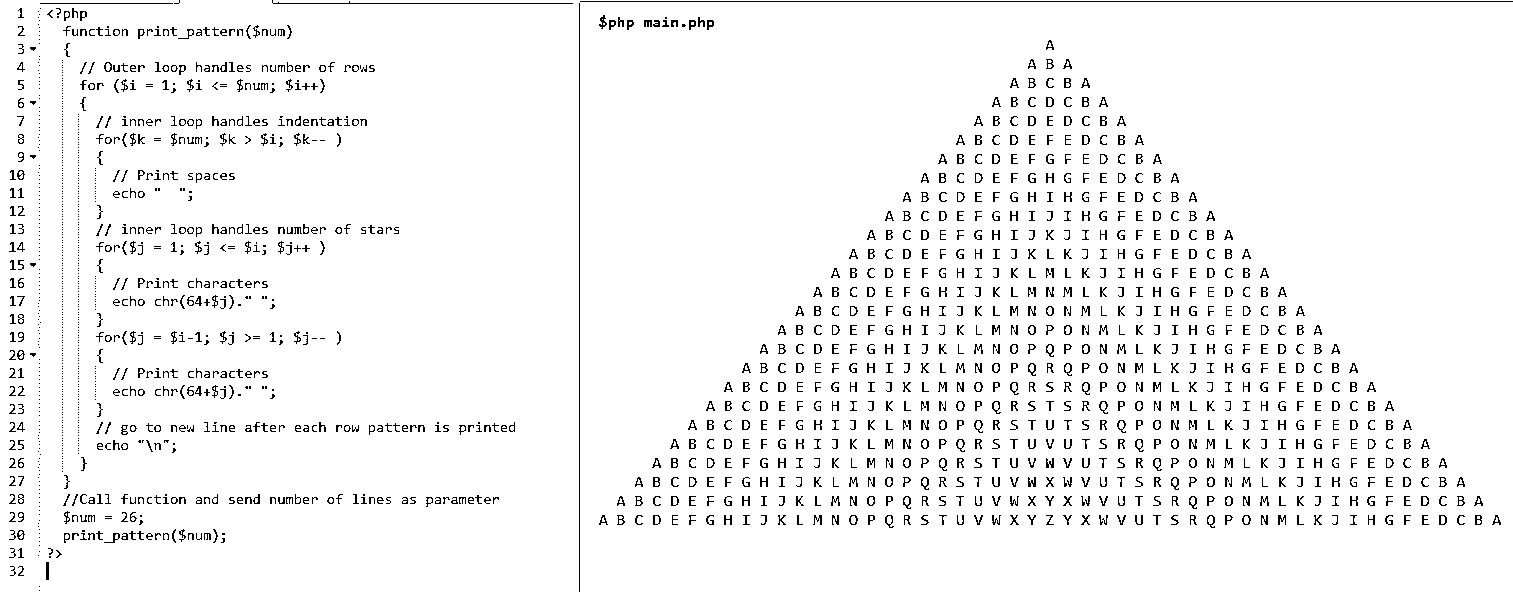 1 <?php
2 function print_pattern($num)
3 {
4 // Outer loop handles number of rows
5 for ($i = 1; $i <= $num; $i++)
6 {
7 // inner loop handles indentation
8 for($k = $num; $k > $i; $k-- )
9 {
10 // Print spaces
11 echo "  ";
12 }
13 // inner loop handles number of stars
14 for($j = 1; $j <= $i; $j++ )
15 {
16 // Print characters
17 echo chr(64+$j)." ";
18 }
19 for($j = $i-1; $j >= 1; $j-- )
20 {
21 // Print characters
22 echo chr(64+$j)." ";
23 }
24 // go to new line after each row pattern is printed
25 echo "\n";
26 }
27 }
28 //Call function and send number of lines as parameter
29 $num = 26;
30 print_pattern($num);
31 ?>
32
$php main.php
A
A B A
A B C B A
A B C D C B A
A B C D E D C B A
A B C D E F E D C B A
A B C D E F G F E D C B A
A B C D E F G H G F E D C B A
A B C D E F G H I H G F E D C B A
A B C D E F G H I J I H G F E D C B A
A B C D E F G H I J K J I H G F E D C B A
A B C D E F G H I J K L K J I H G F E D C B A
A B C D E F G H I J K L M L K J I H G F E D C B A
A B C D E F G H I J K L M N M L K J I H G F E D C B A
A B C D E F G H I J K L M N O N M L K J I H G F E D C B A
A B C D E F G H I J K L M N O P O N M L K J I H G F E D C B A
A B C D E F G H I J K L M N O P Q P O N M L K J I H G F E D C B A
A B C D E F G H I J K L M N O P Q R Q P O N M L K J I H G F E D C B A
A B C D E F G H I J K L M N O P Q R S R Q P O N M L K J I H G F E D C B A
A B C D E F G H I J K L M N O P Q R S T S R Q P O N M L K J I H G F E D C B A
A B C D E F G H I J K L M N O P Q R S T U T S R Q P O N M L K J I H G F E D C B A
A B C D E F G H I J K L M N O P Q R S T U V U T S R Q P O N M L K J I H G F E D C B A
A B C D E F G H I J K L M N O P Q R S T U V W V U T S R Q P O N M L K J I H G F E D C B A
A B C D E F G H I J K L M N O P Q R S T U V W X W V U T S R Q P O N M L K J I H G F E D C B A
A B C D E F G H I J K L M N O P Q R S T U V W X Y X W V U T S R Q P O N M L K J I H G F E D C B A
A B C D E F G H I J K L M N O P Q R S T U V W X Y Z Y X W V U T S R Q P O N M L K J I H G F E D C B A